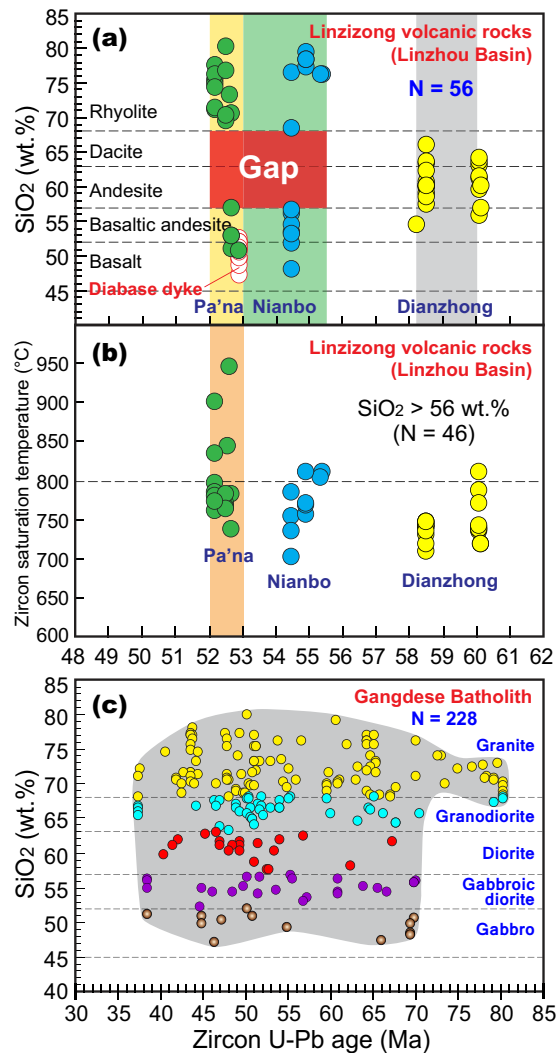 (a)
Linzizong volcanic rocks
(Linzhou Basin)
N = 56
SiO2 (wt.%)
85
80
75
70
65
60
55
50
45
40
Rhyolite
Dacite
Andesite
Basaltic andesite
Basalt
Gap
Diabase dyke
Pa'na
Nianbo
Dianzhong
(b)
Linzizong volcanic rocks
(Linzhou Basin)
SiO2 > 56 wt.%
(N = 46)
Zircon saturation temperature (°C)
950
900
850
800
750
700
650
600
Pa'na
Nianbo
Dianzhong
48 49 50 51 52 53 54 55 56 57 58 59 60 61 62
(c)
Gangdese Batholith
N = 228
SiO2 (wt.%)
85
80
75
70
65
60
55
50
45
40
Granite
Granodiorite
Diorite
Gabbroic
diorite
Gabbro
30 35 40 45 50 55 60 65 70 75 80 85
Zircon U-Pb age (Ma)